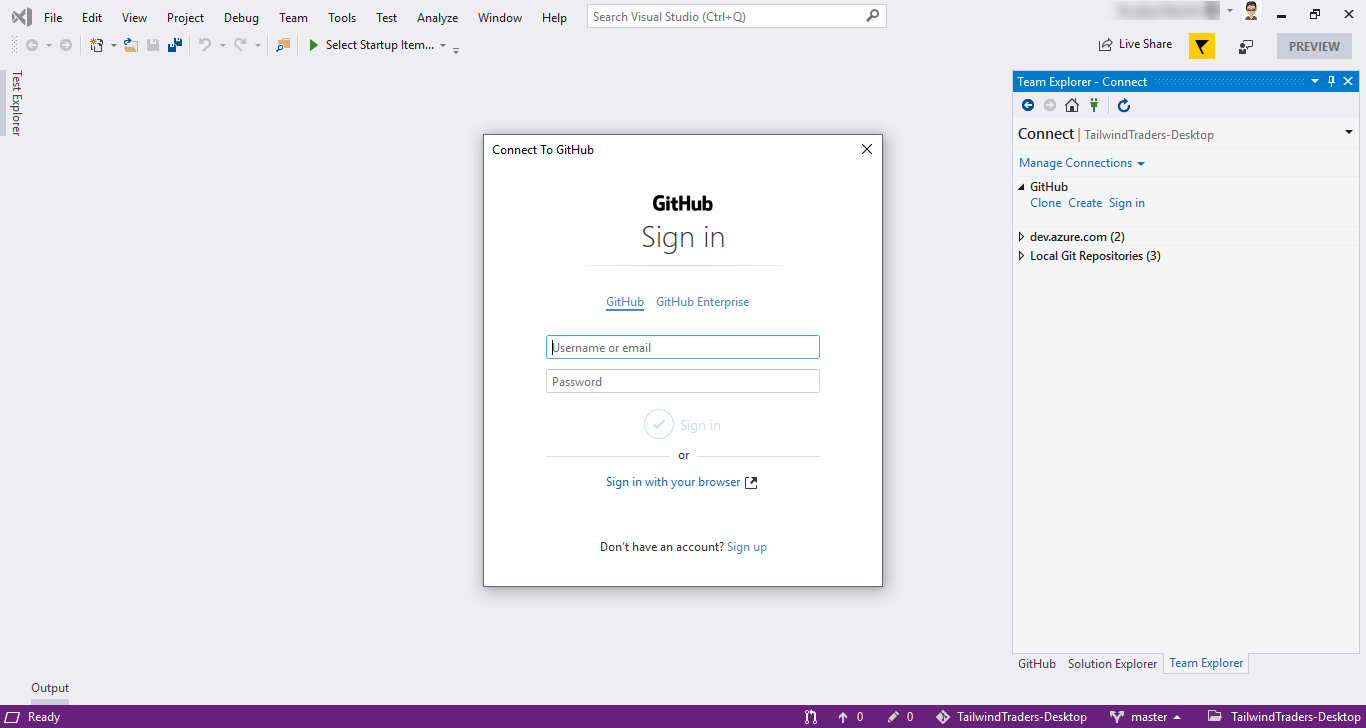 File Edit View Project Debug Team Tools Test Analyze Window Help Search Visual Studio (Ctrl+Q)
Select Startup Item... Live Share PREVIEW
Test Explorer
Team Explorer - Connect
Connect | TailwindTraders-Desktop
Manage Connections
GitHub
Clone Create Sign in
dev.azure.com (2)
Local Git Repositories (3)
Connect To GitHub
GitHub
Sign in
GitHub GitHub Enterprise
Username or email
Password
Sign in
or
Sign in with your browser
Don't have an account? Sign up
GitHub Solution Explorer Team Explorer
Output
Ready 0 0 TailwindTraders-Desktop master TailwindTraders-Desktop